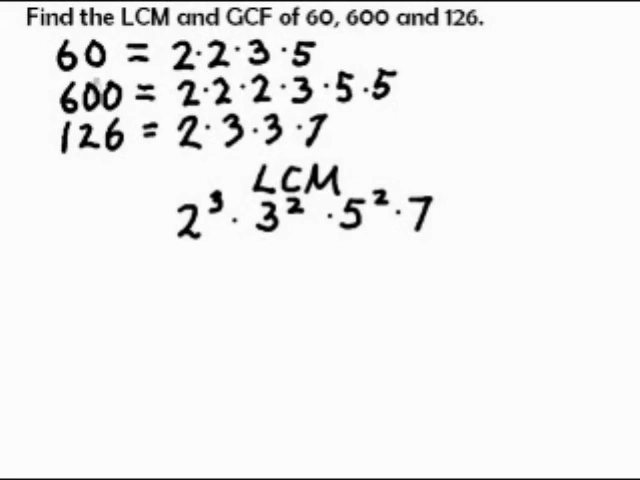 Find the LCM and GCF of 60, 600 and 126.
60 = 2·2·3·5
600 = 2·2·2·3·5·5
126 = 2·3·3·7
LCM
2³·3²·5²·7